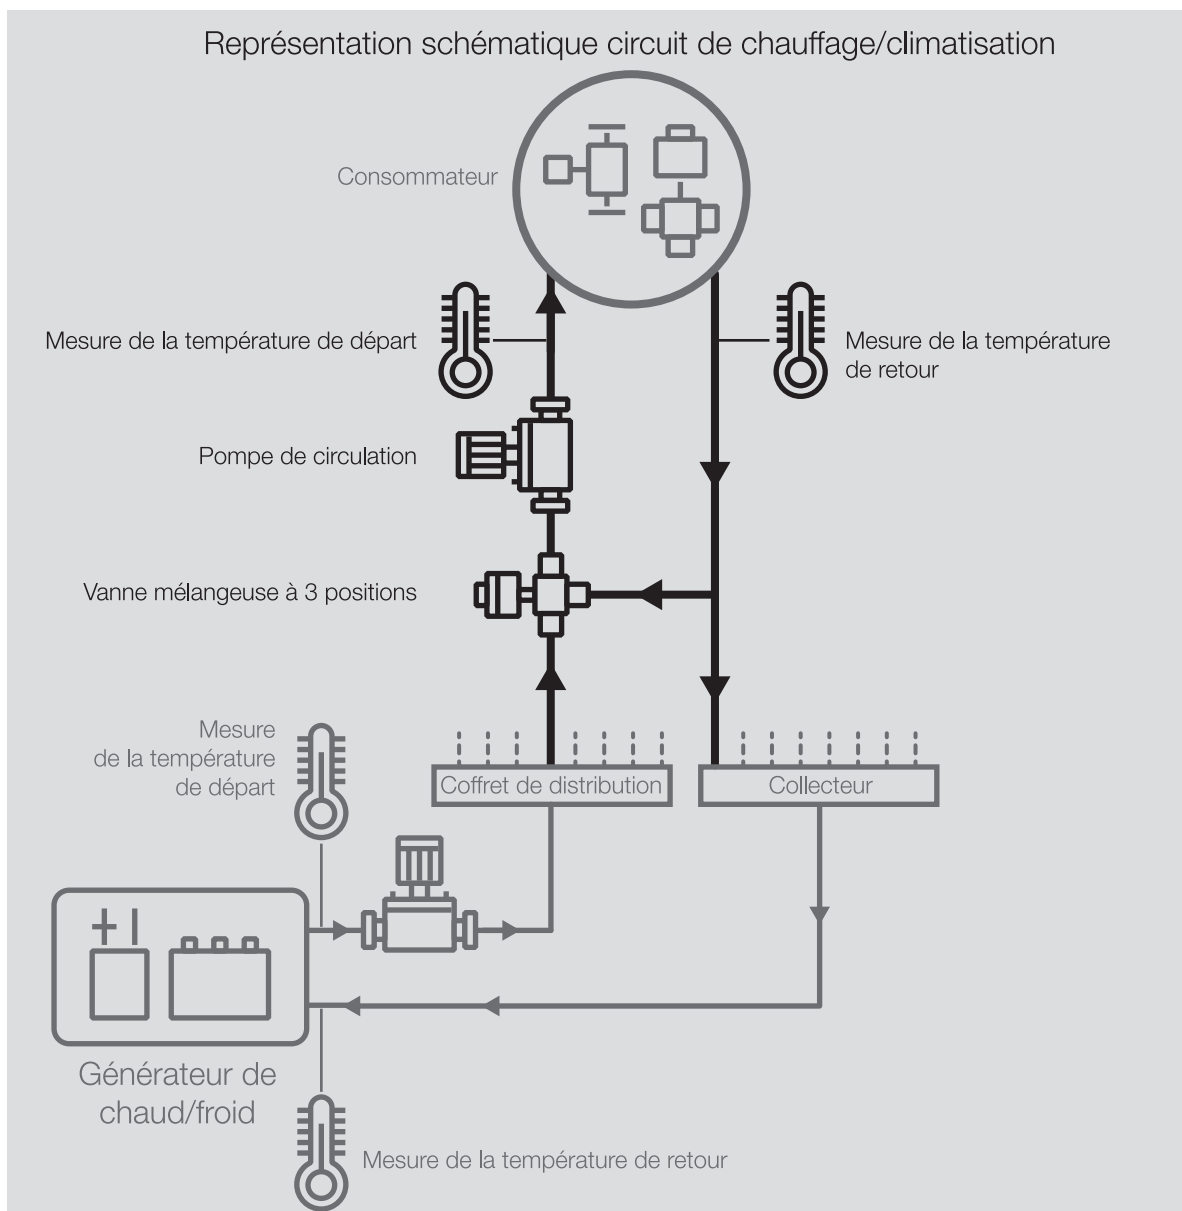 Représentation schématique circuit de chauffage/climatisation
Consommateur
Mesure de la température de départ
Mesure de la température
de retour
Pompe de circulation
Vanne mélangeuse à 3 positions
Mesure
de la température
de départ
Coffret de distribution
Collecteur
Générateur de
chaud/froid
Mesure de la température de retour